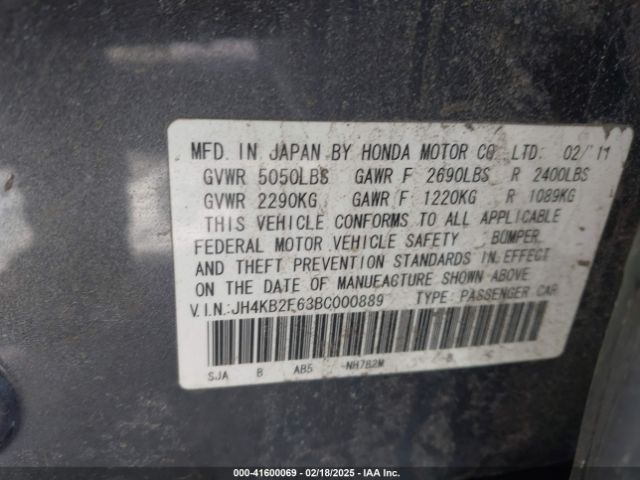 MFD. IN JAPAN BY HONDA MOTOR CO., LTD. 02/'11
GVWR 5050LBS GAWR F 2690LBS R 2400LBS
GVWR 2290KG GAWR F 1220KG R 1089KG
THIS VEHICLE CONFORMS TO ALL APPLICABLE
FEDERAL MOTOR VEHICLE SAFETY, BUMPER,
AND THEFT PREVENTION STANDARDS IN EFFECT
ON THE DATE OF MANUFACTURE SHOWN ABOVE
V.I.N.:JH4KB2F63BC000889 TYPE: PASSENGER CAR
SJA B AB5 NH782M B C
000-41600069 | 02/18/2025 - IAA Inc.